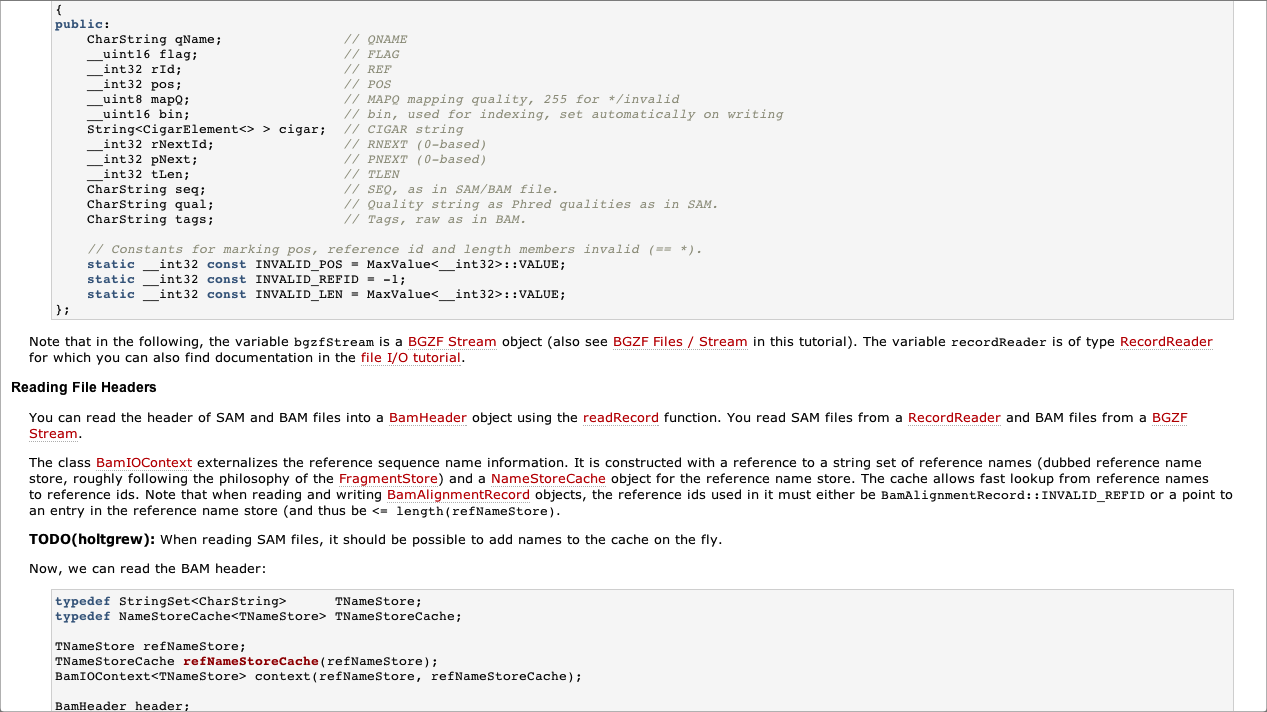 {
public:
    CharString qName;               // QNAME
    __uint16 flag;                  // FLAG
    __int32 rId;                    // REF
    __int32 pos;                    // POS
    __uint8 mapQ;                   // MAPQ mapping quality, 255 for */invalid
    __uint16 bin;                   // bin, used for indexing, set automatically on writing
    String<CigarElement<> > cigar;  // CIGAR string
    __int32 rNextId;                // RNEXT (0-based)
    __int32 pNext;                  // PNEXT (0-based)
    __int32 tLen;                   // TLEN
    CharString seq;                 // SEQ, as in SAM/BAM file.
    CharString qual;                // Quality string as Phred qualities as in SAM.
    CharString tags;                // Tags, raw as in BAM.
    // Constants for marking pos, reference id and length members invalid (== *).
    static __int32 const INVALID_POS = MaxValue<__int32>::VALUE;
    static __int32 const INVALID_REFID = -1;
    static __int32 const INVALID_LEN = MaxValue<__int32>::VALUE;
};
Note that in the following, the variable bgzfStream is a BGZF Stream object (also see BGZF Files / Stream in this tutorial). The variable recordReader is of type RecordReader
for which you can also find documentation in the file I/O tutorial.
Reading File Headers
You can read the header of SAM and BAM files into a BamHeader object using the readRecord function. You read SAM files from a RecordReader and BAM files from a BGZF
Stream.
The class BamIOContext externalizes the reference sequence name information. It is constructed with a reference to a string set of reference names (dubbed reference name
store, roughly following the philosophy of the FragmentStore) and a NameStoreCache object for the reference name store. The cache allows fast lookup from reference names
to reference ids. Note that when reading and writing BamAlignmentRecord objects, the reference ids used in it must either be BamAlignmentRecord::INVALID_REFID or a point to
an entry in the reference name store (and thus be <= length(refNameStore).
TODO(holtgrew): When reading SAM files, it should be possible to add names to the cache on the fly.
Now, we can read the BAM header:
typedef StringSet<CharString>      TNameStore;
typedef NameStoreCache<TNameStore> TNameStoreCache;
TNameStore refNameStore;
TNameStoreCache refNameStoreCache(refNameStore);
BamIOContext<TNameStore> context(refNameStore, refNameStoreCache);
BamHeader header;